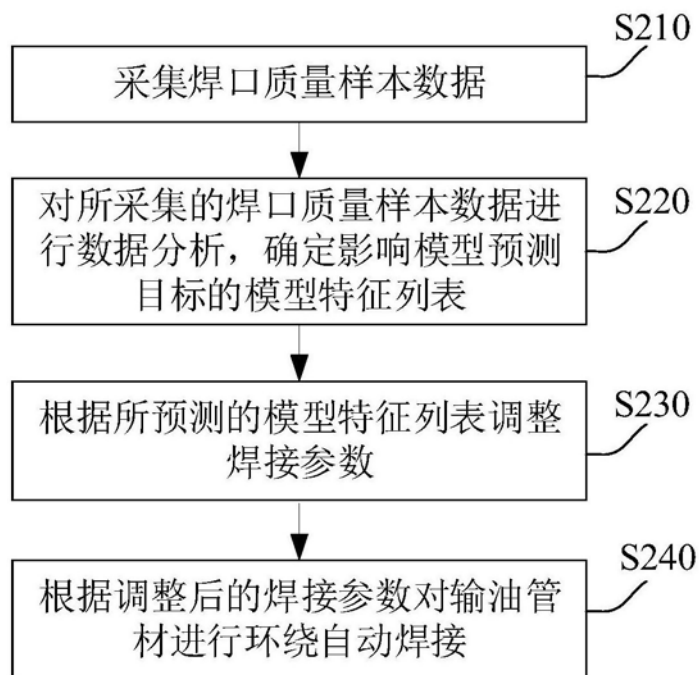 S210
采集焊口质量样本数据
S220
对所采集的焊口质量样本数据进
行数据分析，确定影响模型预测
目标的模型特征列表
S230
根据所预测的模型特征列表调整
焊接参数
S240
根据调整后的焊接参数对输油管
材进行环绕自动焊接